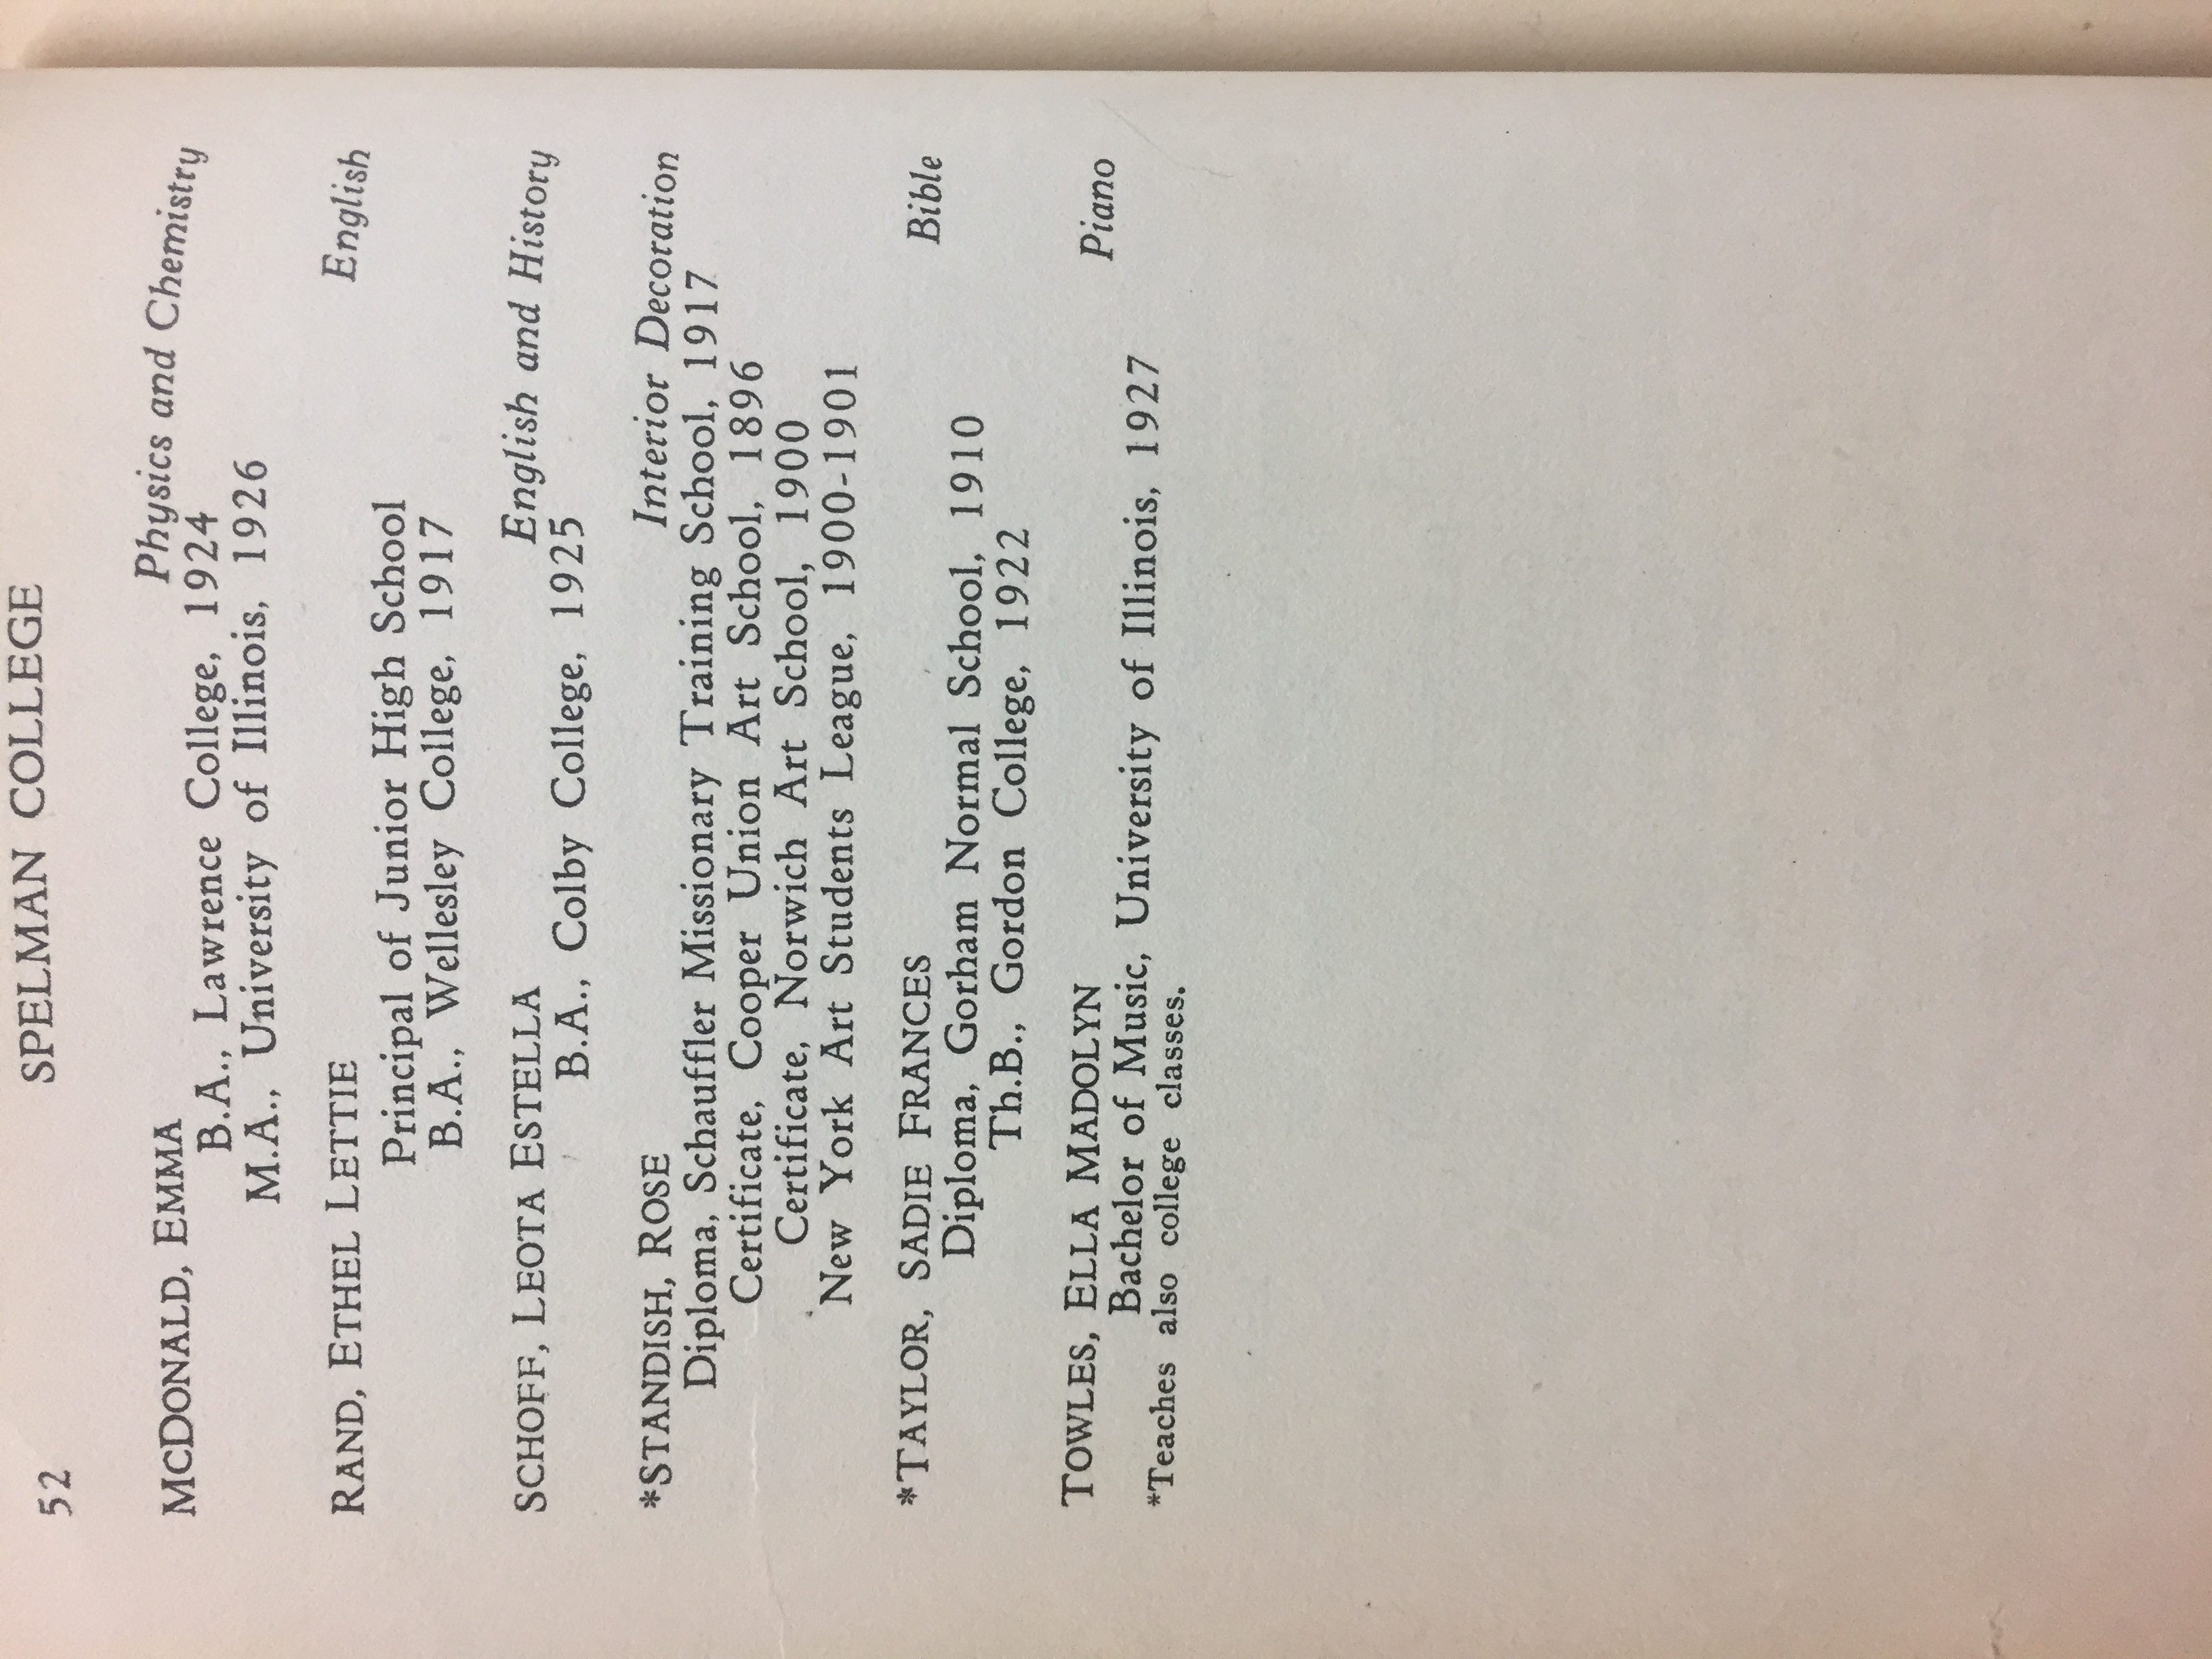 52 SPELMAN COLLEGE
MCDONALD, EMMA Physics and Chemistry
B.A., Lawrence College, 1924
M.A., University of Illinois, 1926
RAND, ETHEL LETTIE English
Principal of Junior High School
B.A., Wellesley College, 1917
SCHOFF, LEOTA ESTELLA English and History
B.A., Colby College, 1925
*STANDISH, ROSE Interior Decoration
Diploma, Schauffler Missionary Training School, 1917
Certificate, Cooper Union Art School, 1896
Certificate, Norwich Art School, 1900
New York Art Students League, 1900-1901
*TAYLOR, SADIE FRANCES Bible
Diploma, Gorham Normal School, 1910
Th.B., Gordon College, 1922
TOWLES, ELLA MADOLYN Piano
Bachelor of Music, University of Illinois, 1927
*Teaches also college classes.